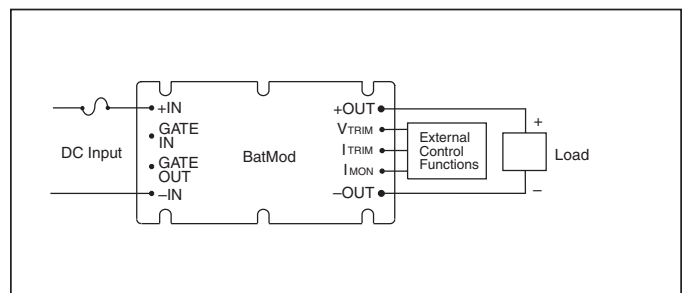 DC Input
+IN
GATE
IN
GATE
OUT
–IN
BatMod
+OUT
VTRIM
ITRIM
IMON
–OUT
External
Control
Functions
+
Load
–